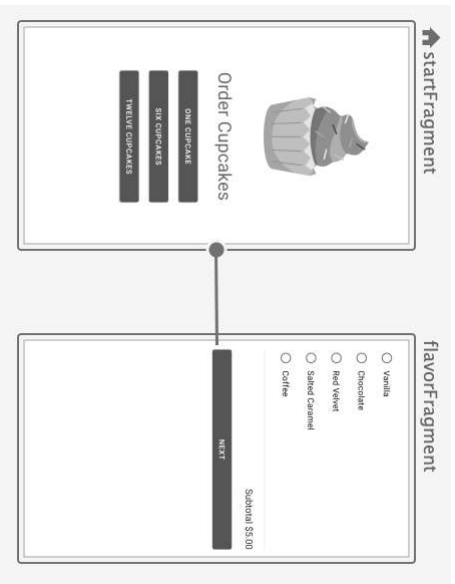 startFragment
Order Cupcakes
ONE CUPCAKE
SIX CUPCAKES
TWELVE CUPCAKES
flavorFragment
Vanilla
Chocolate
Red Velvet
Salted Caramel
Coffee
Subtotal $5.00
NEXT